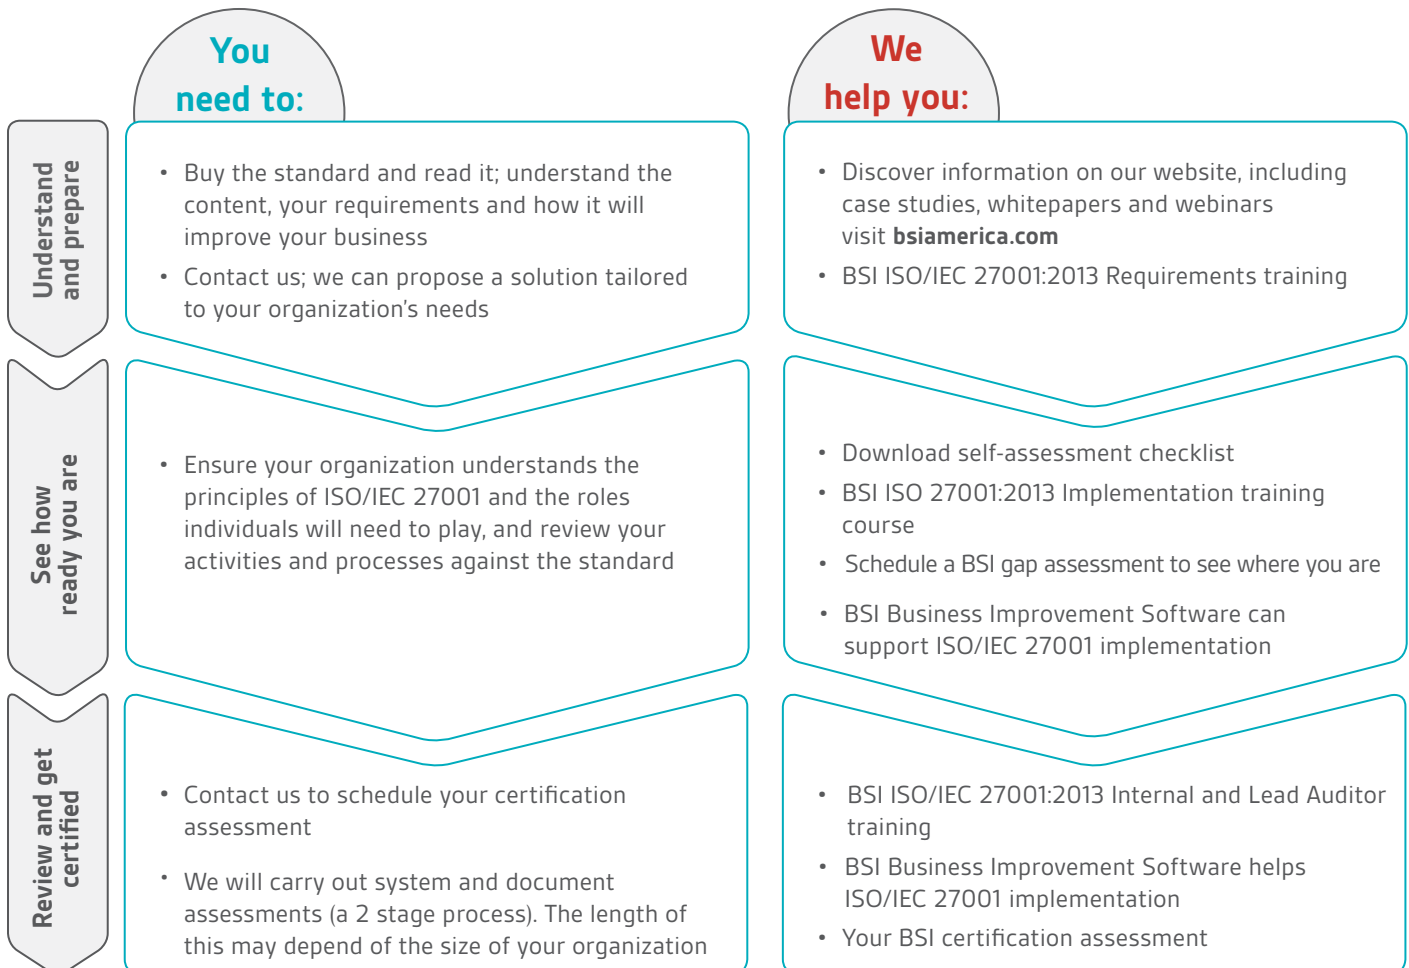 You
need to:
We
help you:
Understand
and prepare
• Buy the standard and read it; understand the
content, your requirements and how it will
improve your business
• Contact us; we can propose a solution tailored
to your organization's needs
• Discover information on our website, including
case studies, whitepapers and webinars
visit bsiamerica.com
• BSI ISO/IEC 27001:2013 Requirements training
See how
ready you are
• Ensure your organization understands the
principles of ISO/IEC 27001 and the roles
individuals will need to play, and review your
activities and processes against the standard
• Download self-assessment checklist
• BSI ISO 27001:2013 Implementation training
course
• Schedule a BSI gap assessment to see where you are
• BSI Business Improvement Software can
support ISO/IEC 27001 implementation
Review and get
certified
• Contact us to schedule your certification
assessment
• We will carry out system and document
assessments (a 2 stage process). The length of
this may depend of the size of your organization
• BSI ISO/IEC 27001:2013 Internal and Lead Auditor
training
• BSI Business Improvement Software helps
ISO/IEC 27001 implementation
• Your BSI certification assessment